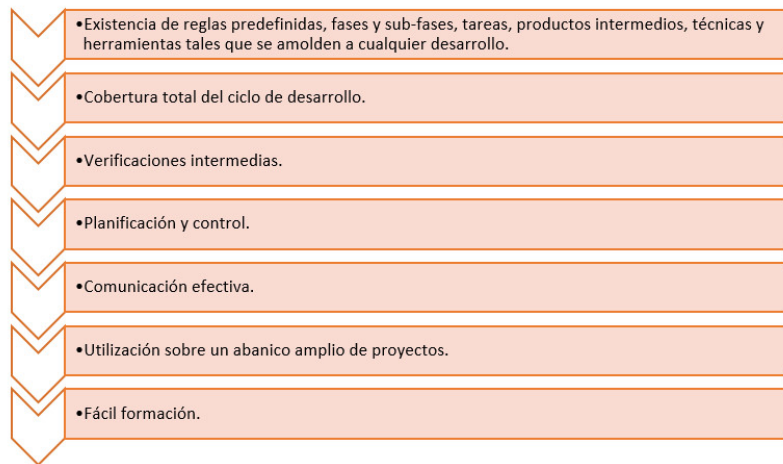 •Existencia de reglas predefinidas, fases y sub-fases, tareas, productos intermedios, técnicas y
herramientas tales que se amolden a cualquier desarrollo.
•Cobertura total del ciclo de desarrollo.
•Verificaciones intermedias.
•Planificación y control.
•Comunicación efectiva.
•Utilización sobre un abanico amplio de proyectos.
•Fácil formación.